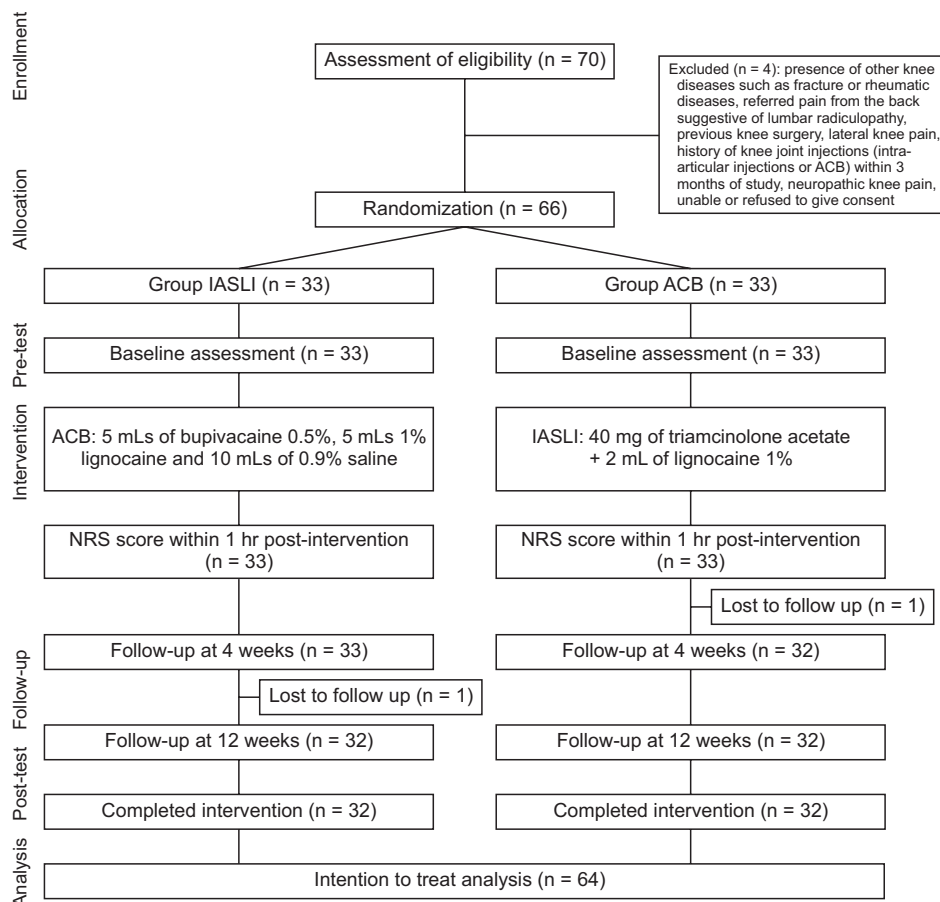 Enrollment
Assessment of eligibility (n = 70)
Excluded (n = 4): presence of other knee
diseases such as fracture or rheumatic
diseases, referred pain from the back
suggestive of lumbar radiculopathy,
previous knee surgery, lateral knee pain,
history of knee joint injections (intra-
articular injections or ACB) within 3
months of study, neuropathic knee pain,
unable or refused to give consent
Allocation
Randomization (n = 66)
Group IASLI (n = 33)
Group ACB (n = 33)
Pre-test
Baseline assessment (n = 33)
Baseline assessment (n = 33)
Intervention
ACB: 5 mLs of bupivacaine 0.5%, 5 mLs 1%
lignocaine and 10 mLs of 0.9% saline
IASLI: 40 mg of triamcinolone acetate
+ 2 mL of lignocaine 1%
NRS score within 1 hr post-intervention
(n = 33)
NRS score within 1 hr post-intervention
(n = 33)
Lost to follow up (n = 1)
Follow-up
Follow-up at 4 weeks (n = 33)
Follow-up at 4 weeks (n = 32)
Lost to follow up (n = 1)
Follow-up at 12 weeks (n = 32)
Follow-up at 12 weeks (n = 32)
Post-test
Completed intervention (n = 32)
Completed intervention (n = 32)
Analysis
Intention to treat analysis (n = 64)